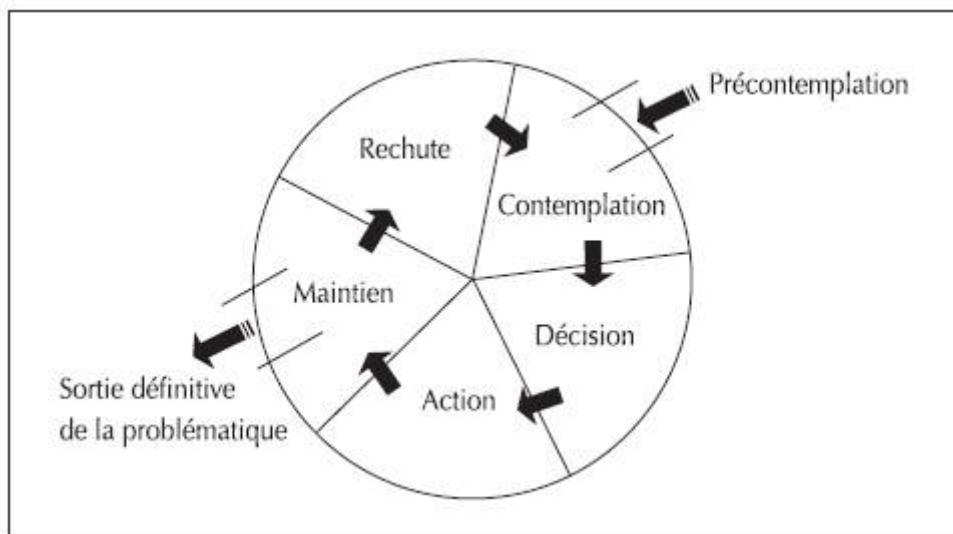 Précontemplation
Rechute
Contemplation
Maintien
Décision
Action
Sortie définitive
de la problématique